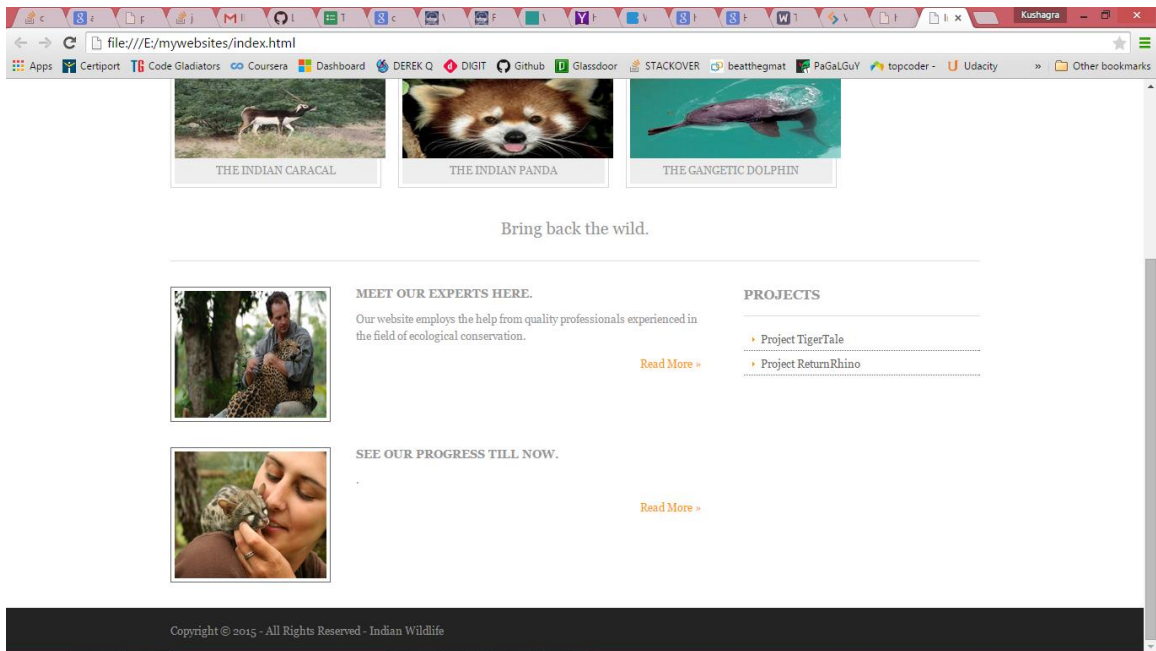 Kushagra
file:///E:/mywebsites/index.html
Apps Certiport Code Gladiators Coursera Dashboard DEREK Q DIGIT Github Glassdoor STACKOVER beatthegmat PaGaLGuY topcoder - Udacity » Other bookmarks
THE INDIAN CARACAL THE INDIAN PANDA THE GANGETIC DOLPHIN
Bring back the wild.
MEET OUR EXPERTS HERE.
Our website employs the help from quality professionals experienced in
the field of ecological conservation.
Read More »
PROJECTS
Project TigerTale
Project ReturnRhino
SEE OUR PROGRESS TILL NOW.
.
Read More »
Copyright © 2015 - All Rights Reserved - Indian Wildlife